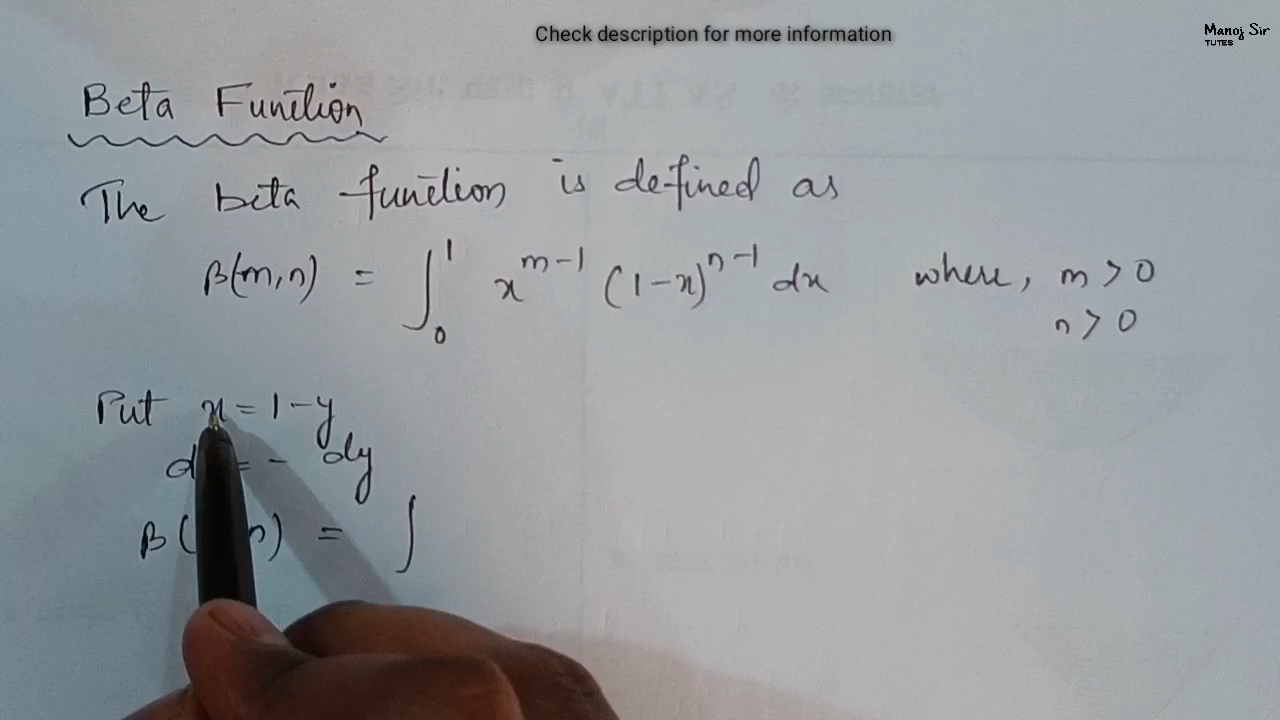 Check description for more information
Manoj Sir
TUTES
Beta Function
The beta function is defined as
β(m,n) = ∫₀¹ x^{m-1} (1-x)^{n-1} dx where, m > 0
n > 0
Put x = 1 - y
d = - dy
β( n) = ∫